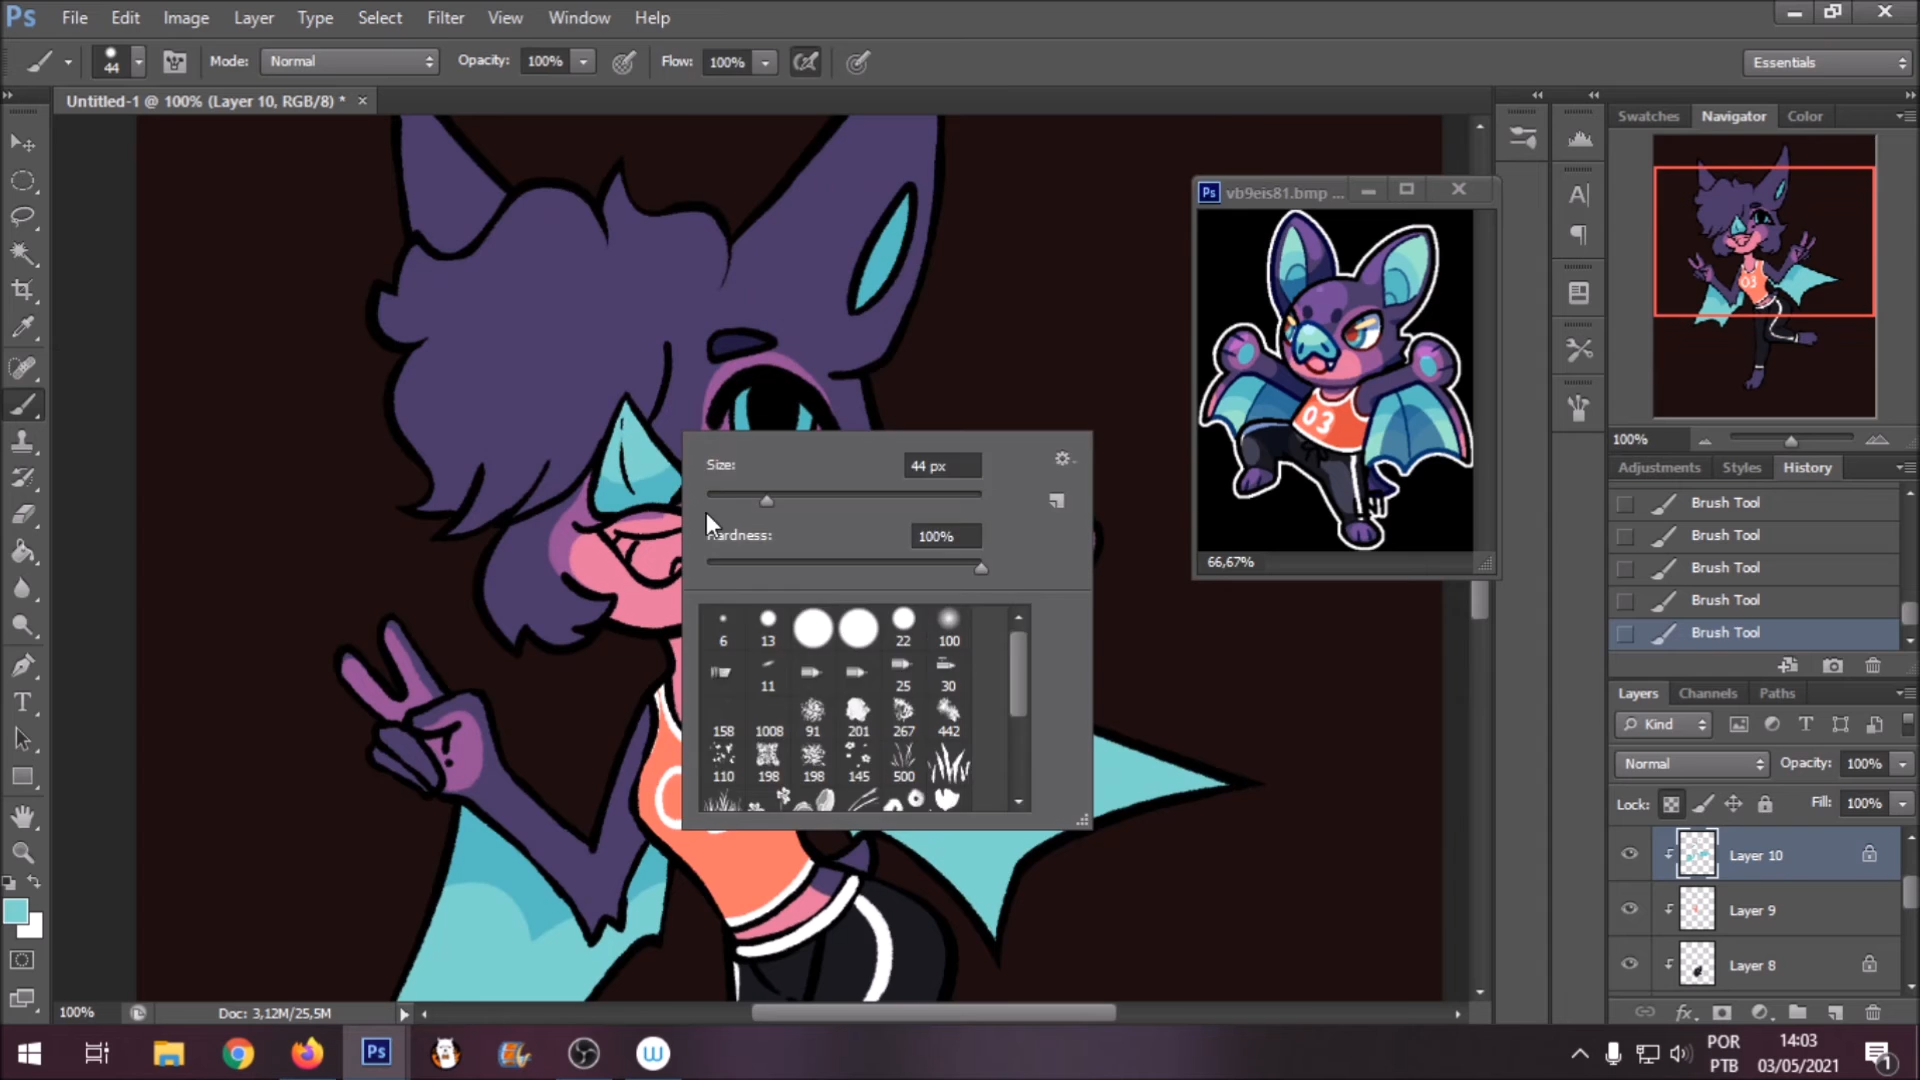 Ps File Edit Image Layer Type Select Filter View Window Help
44 Mode: Normal Opacity: 100% Flow: 100% Essentials
Untitled-1 @ 100% (Layer 10, RGB/8) *
Swatches Navigator Color
Ps vb9eis81.bmp ...
03
66,67%
100%
Adjustments Styles History
Brush Tool
Brush Tool
Brush Tool
Brush Tool
Brush Tool
Size: 44 px
Hardness: 100%
6 13 22 100
11 25 30
158 1008 91 201 267 442
110 198 198 145 500
Layers Channels Paths
Kind
Normal Opacity: 100%
Lock: Fill: 100%
Layer 10
Layer 9
Layer 8
100% Doc: 3,12M/25,5M
Ps
POR 14:03
PTB 03/05/2021
1